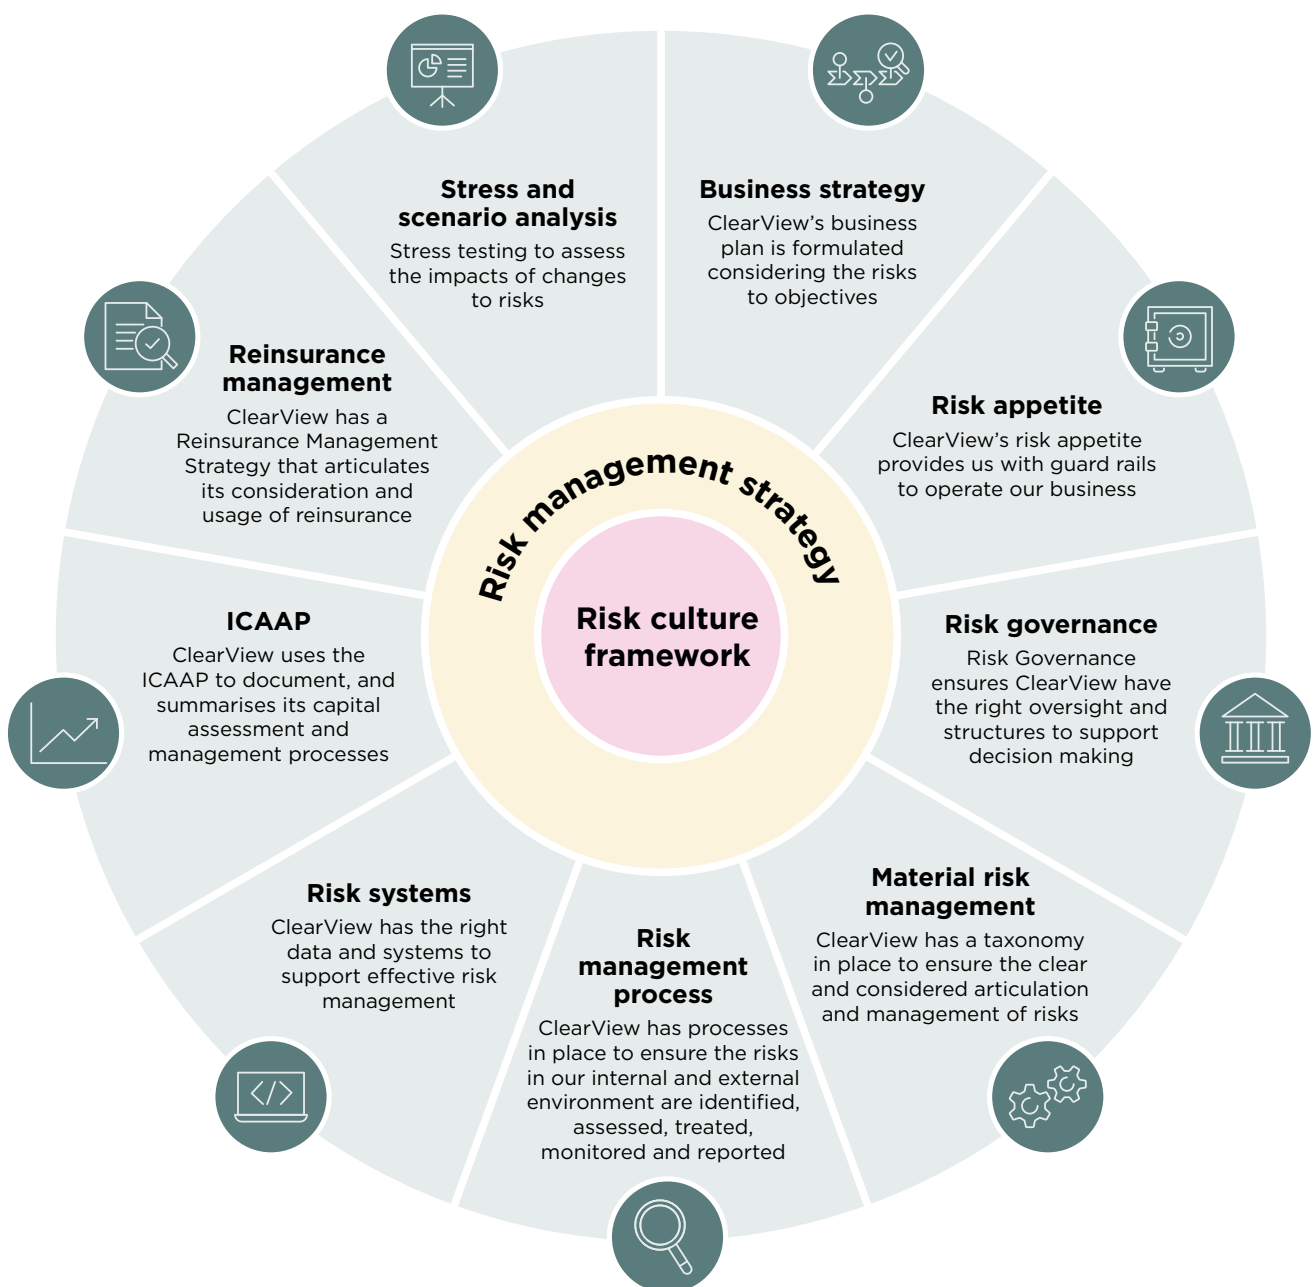 Stress and
scenario analysis
Stress testing to assess
the impacts of changes
to risks
Business strategy
ClearView’s business
plan is formulated
considering the risks
to objectives
Risk appetite
ClearView’s risk appetite
provides us with guard rails
to operate our business
Risk governance
Risk Governance
ensures ClearView have
the right oversight and
structures to support
decision making
Material risk
management
ClearView has a taxonomy
in place to ensure the clear
and considered articulation
and management of risks
Risk
management
process
ClearView has processes
in place to ensure the risks
in our internal and external
environment are identified,
assessed, treated,
monitored and reported
Risk systems
ClearView has the right
data and systems to
support effective risk
management
ICAAP
ClearView uses the
ICAAP to document, and
summarises its capital
assessment and
management processes
Reinsurance
management
ClearView has a
Reinsurance Management
Strategy that articulates
its consideration and
usage of reinsurance
Risk management strategy
Risk culture
framework